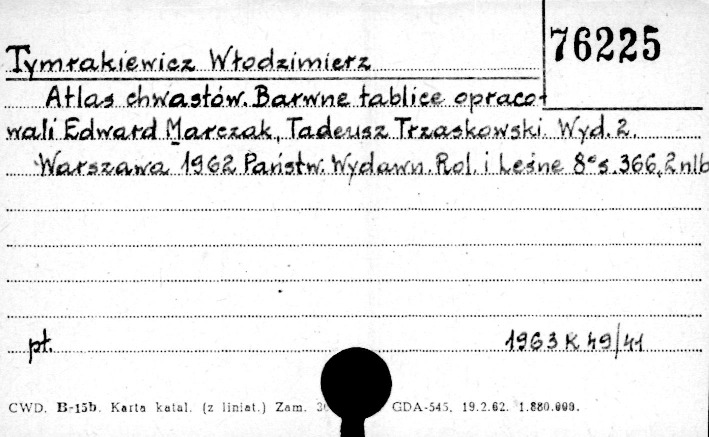 76225
Tymrakiewicz Włodzimierz
Atlas chwastów. Barwne tablice opraco-
wali Edward Marczak, Tadeusz Trzaskowski. Wyd. 2.
Warszawa 1962 Państw. Wydawn. Rol. i Leśne 8° s. 366, 2 nlb
pł. 1963 K 49/41
CWD. B-15b. Karta katal. (z liniat.) Zam. GDA-545, 19.2.62. 1.880.000.